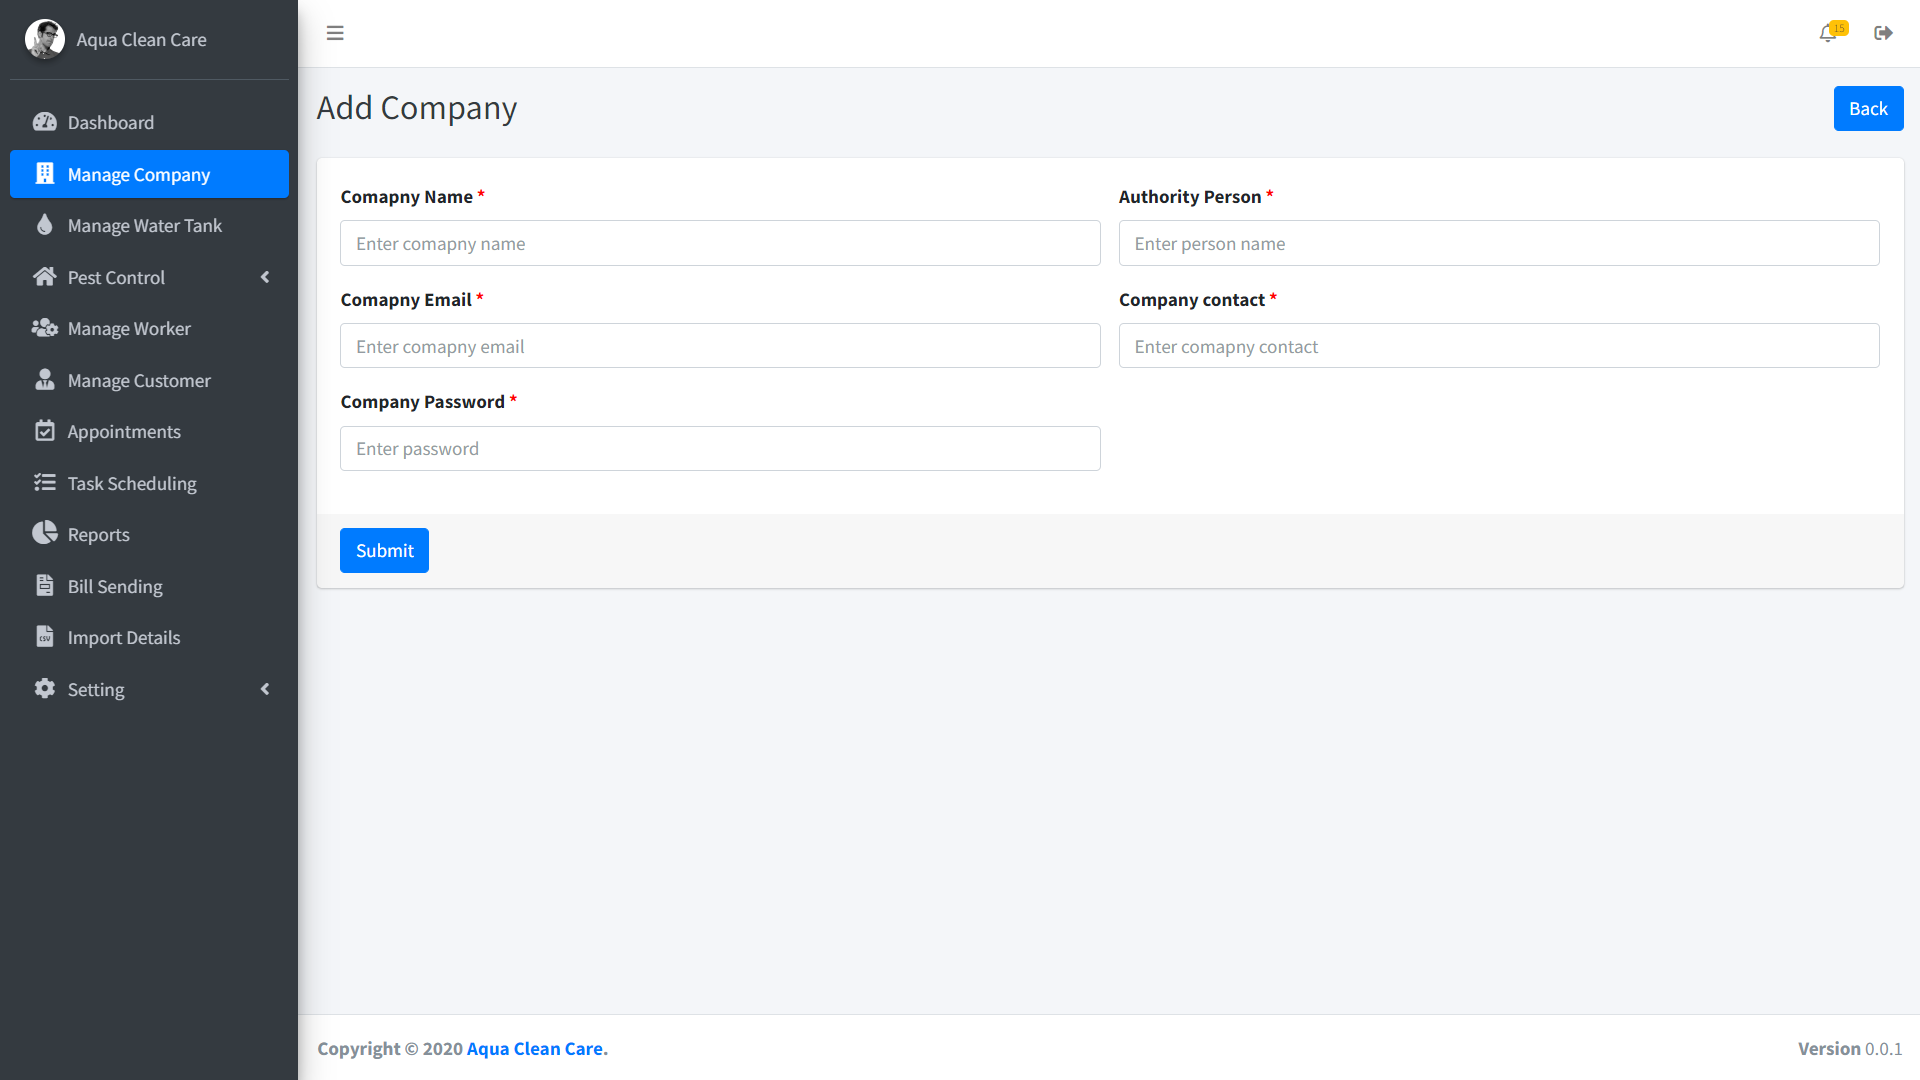 Aqua Clean Care
15
Dashboard
Manage Company
Manage Water Tank
Pest Control
Manage Worker
Manage Customer
Appointments
Task Scheduling
Reports
Bill Sending
CSV
Import Details
Setting
Add Company
Back
Comapny Name *
Authority Person *
Enter comapny name
Enter person name
Comapny Email *
Company contact *
Enter comapny email
Enter comapny contact
Company Password *
Enter password
Submit
Copyright © 2020 Aqua Clean Care.
Version 0.0.1